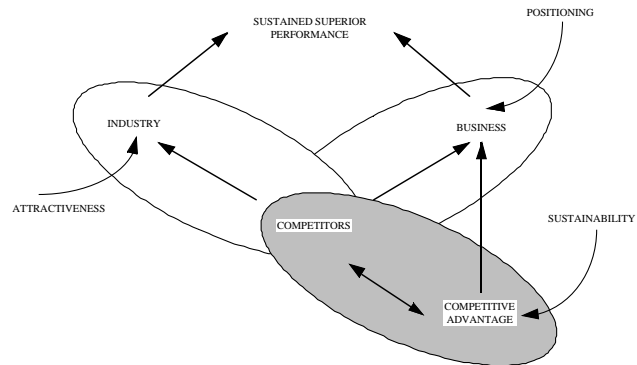 POSITIONING
SUSTAINED SUPERIOR
PERFORMANCE
INDUSTRY
BUSINESS
ATTRACTIVENESS
SUSTAINABILITY
COMPETITORS
COMPETITIVE
ADVANTAGE